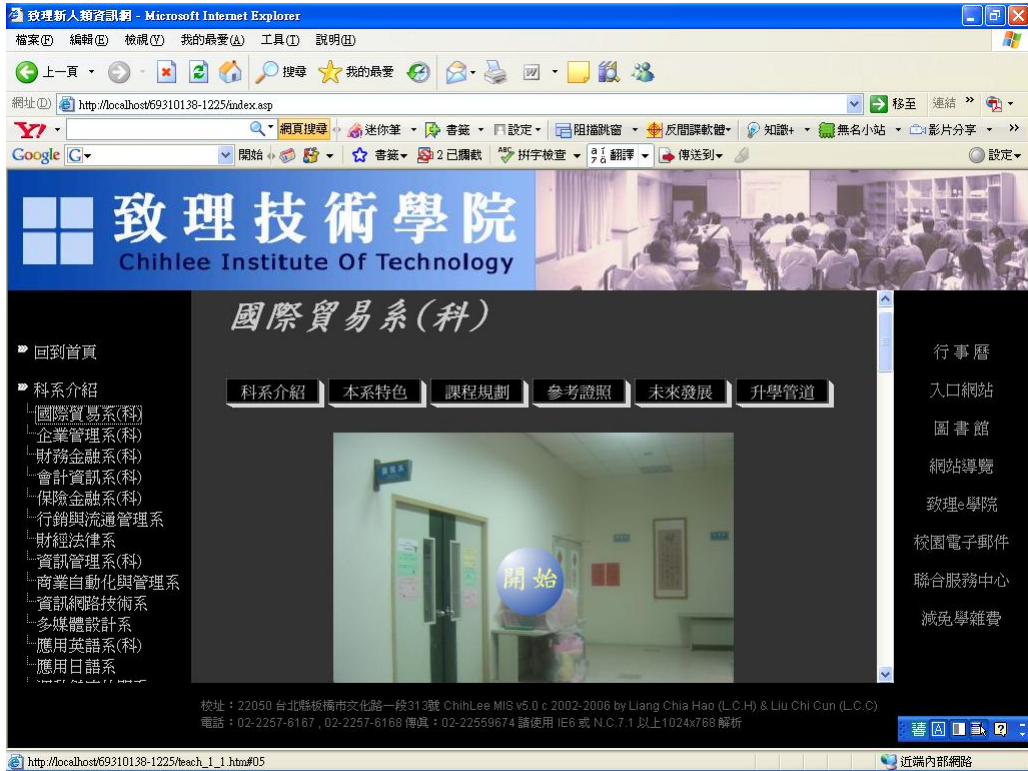 致理新人類資訊網 - Microsoft Internet Explorer
檔案(F) 編輯(E) 檢視(V) 我的最愛(A) 工具(T) 說明(H)
上一頁 搜尋 我的最愛
網址(D) http://localhost/69310138-1225/index.asp 移至 連結 »
Y7 網頁搜尋 迷你筆 書籤 設定 阻擋跳窗 反間諜軟體 知識+ 無名小站 影片分享 »
Google G 開始 書籤 2 已攔截 拼字檢查 翻譯 傳送到 設定
致理技術學院
Chihlee Institute Of Technology
國際貿易系(科)
科系介紹 本系特色 課程規劃 參考證照 未來發展 升學管道
開始
回到首頁
科系介紹
國際貿易系(科)
企業管理系(科)
財務金融系(科)
會計資訊系(科)
保險金融系(科)
行銷與流通管理系
財經法律系
資訊管理系(科)
商業自動化與管理系
資訊網路技術系
多媒體設計系
應用英語系(科)
應用日語系
行事曆
入口網站
圖書館
網站導覽
致理e學院
校園電子郵件
聯合服務中心
減免學雜費
校址：22050 台北縣板橋市文化路一段313號 ChihLee MIS v5.0 c 2002-2006 by Liang Chia Hao (L.C.H) & Liu Chi Cun (L.C.C)
電話：02-2257-6167 , 02-2257-6168 傳真：02-22559674 請使用 IE6 或 N.C.7.1 以上1024x768 解析
http://localhost/69310138-1225/teach_1_1.htm#05 近端內部網路